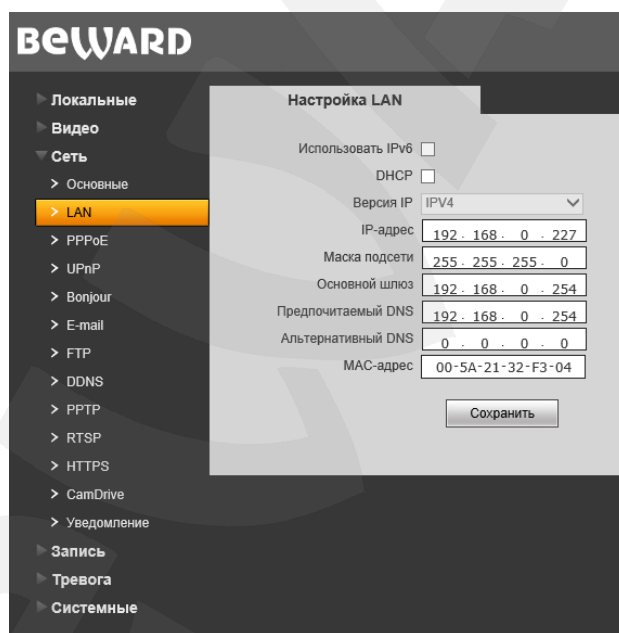 BEWARD
Локальные
Видео
Сеть
Основные
LAN
PPPoE
UPnP
Bonjour
E-mail
FTP
DDNS
PPTP
RTSP
HTTPS
CamDrive
Уведомление
Запись
Тревога
Системные
Настройка LAN
Использовать IPv6
DHCP
Версия IP IPV4
IP-адрес 192 . 168 . 0 . 227
Маска подсети 255 . 255 . 255 . 0
Основной шлюз 192 . 168 . 0 . 254
Предпочитаемый DNS 192 . 168 . 0 . 254
Альтернативный DNS 0 . 0 . 0 . 0
MAC-адрес 00-5A-21-32-F3-04
Сохранить